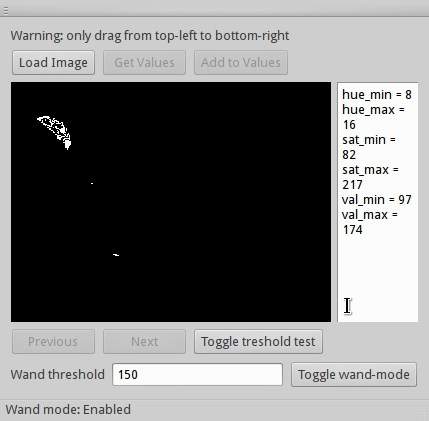 Warning: only drag from top-left to bottom-right
Load Image Get Values Add to Values
hue_min = 8
hue_max =
16
sat_min =
82
sat_max =
217
val_min = 97
val_max =
174
Previous Next Toggle treshold test
Wand threshold 150 Toggle wand-mode
Wand mode: Enabled